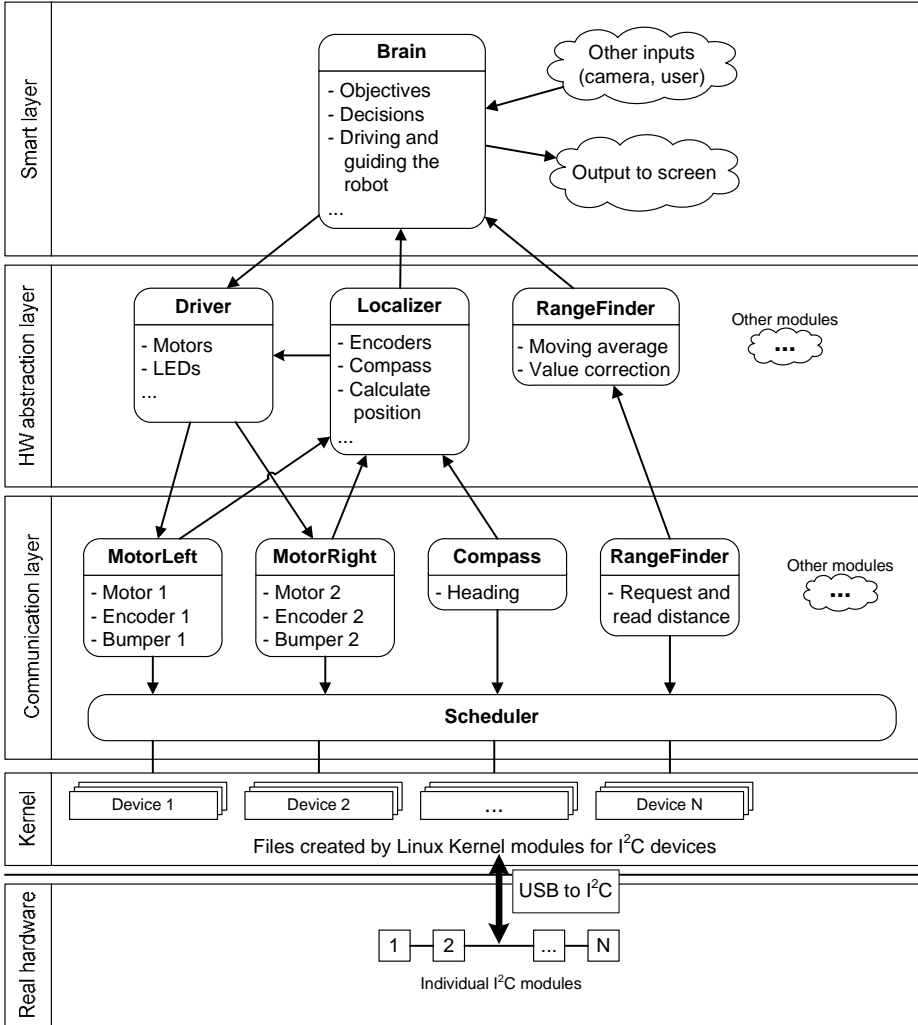 Smart layer
Brain
- Objectives
- Decisions
- Driving and
guiding the
robot
...
Other inputs
(camera, user)
Output to screen
HW abstraction layer
Driver
- Motors
- LEDs
...
Localizer
- Encoders
- Compass
- Calculate
position
...
RangeFinder
- Moving average
- Value correction
Other modules
...
Communication layer
MotorLeft
- Motor 1
- Encoder 1
- Bumper 1
MotorRight
- Motor 2
- Encoder 2
- Bumper 2
Compass
- Heading
RangeFinder
- Request and
read distance
Other modules
...
Scheduler
Kernel
Device 1
Device 2
...
Device N
Files created by Linux Kernel modules for I²C devices
USB to I²C
Real hardware
1
2
...
N
Individual I²C modules